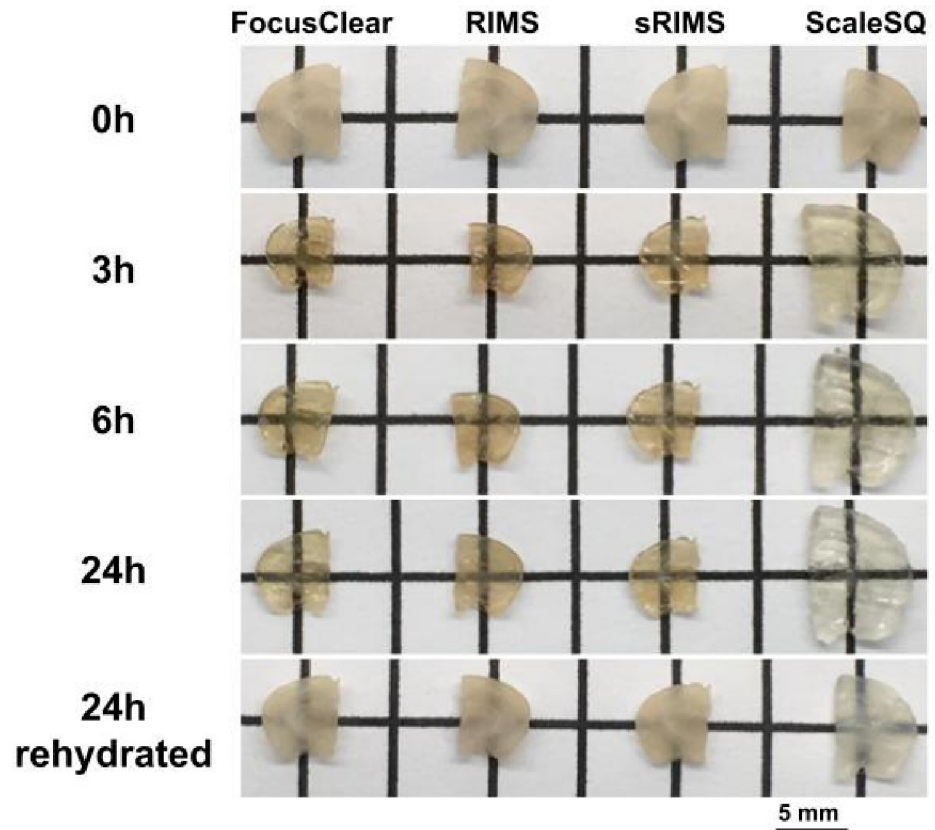 FocusClear RIMS sRIMS ScaleSQ
0h
3h
6h
24h
24h
rehydrated
5 mm